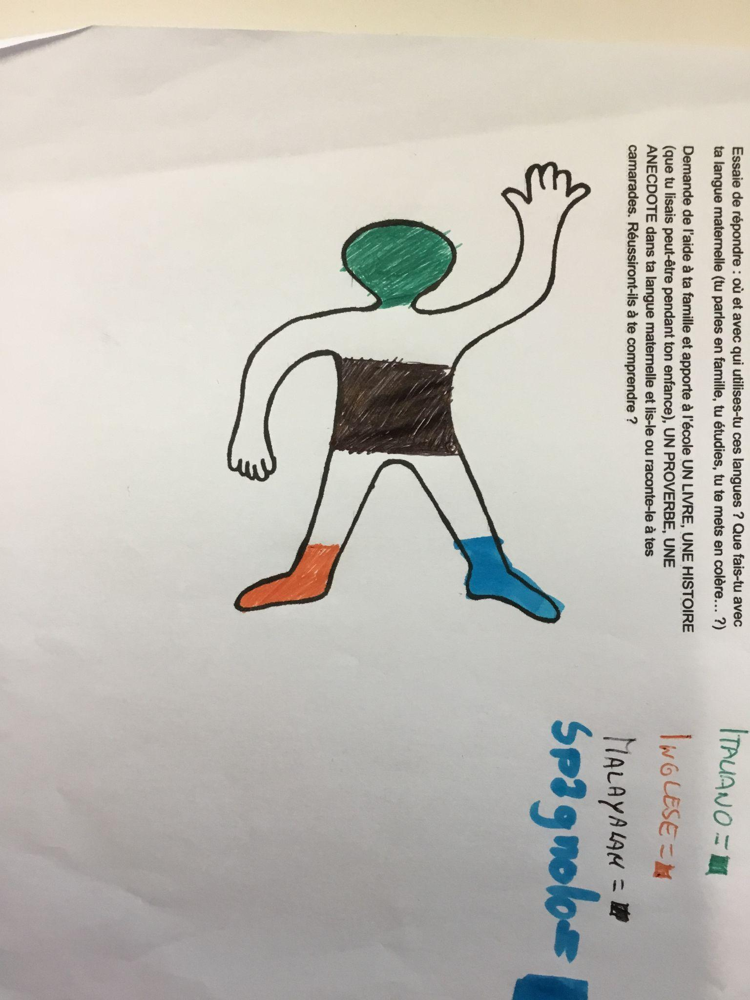 Essaie de répondre : où et avec qui utilises-tu ces langues ? Que fais-tu avec
ta langue maternelle (tu parles en famille, tu étudies, tu te mets en colère… ?)
Demande de l'aide à ta famille et apporte à l'école UN LIVRE, UNE HISTOIRE
(que tu lisais peut-être pendant ton enfance), UN PROVERBE, UNE
ANECDOTE dans ta langue maternelle et lis-le ou raconte-le à tes
camarades. Réussiront-ils à te comprendre ?
ITALIANO =
INGLESE =
MALAYALAM =
Spagnolo =